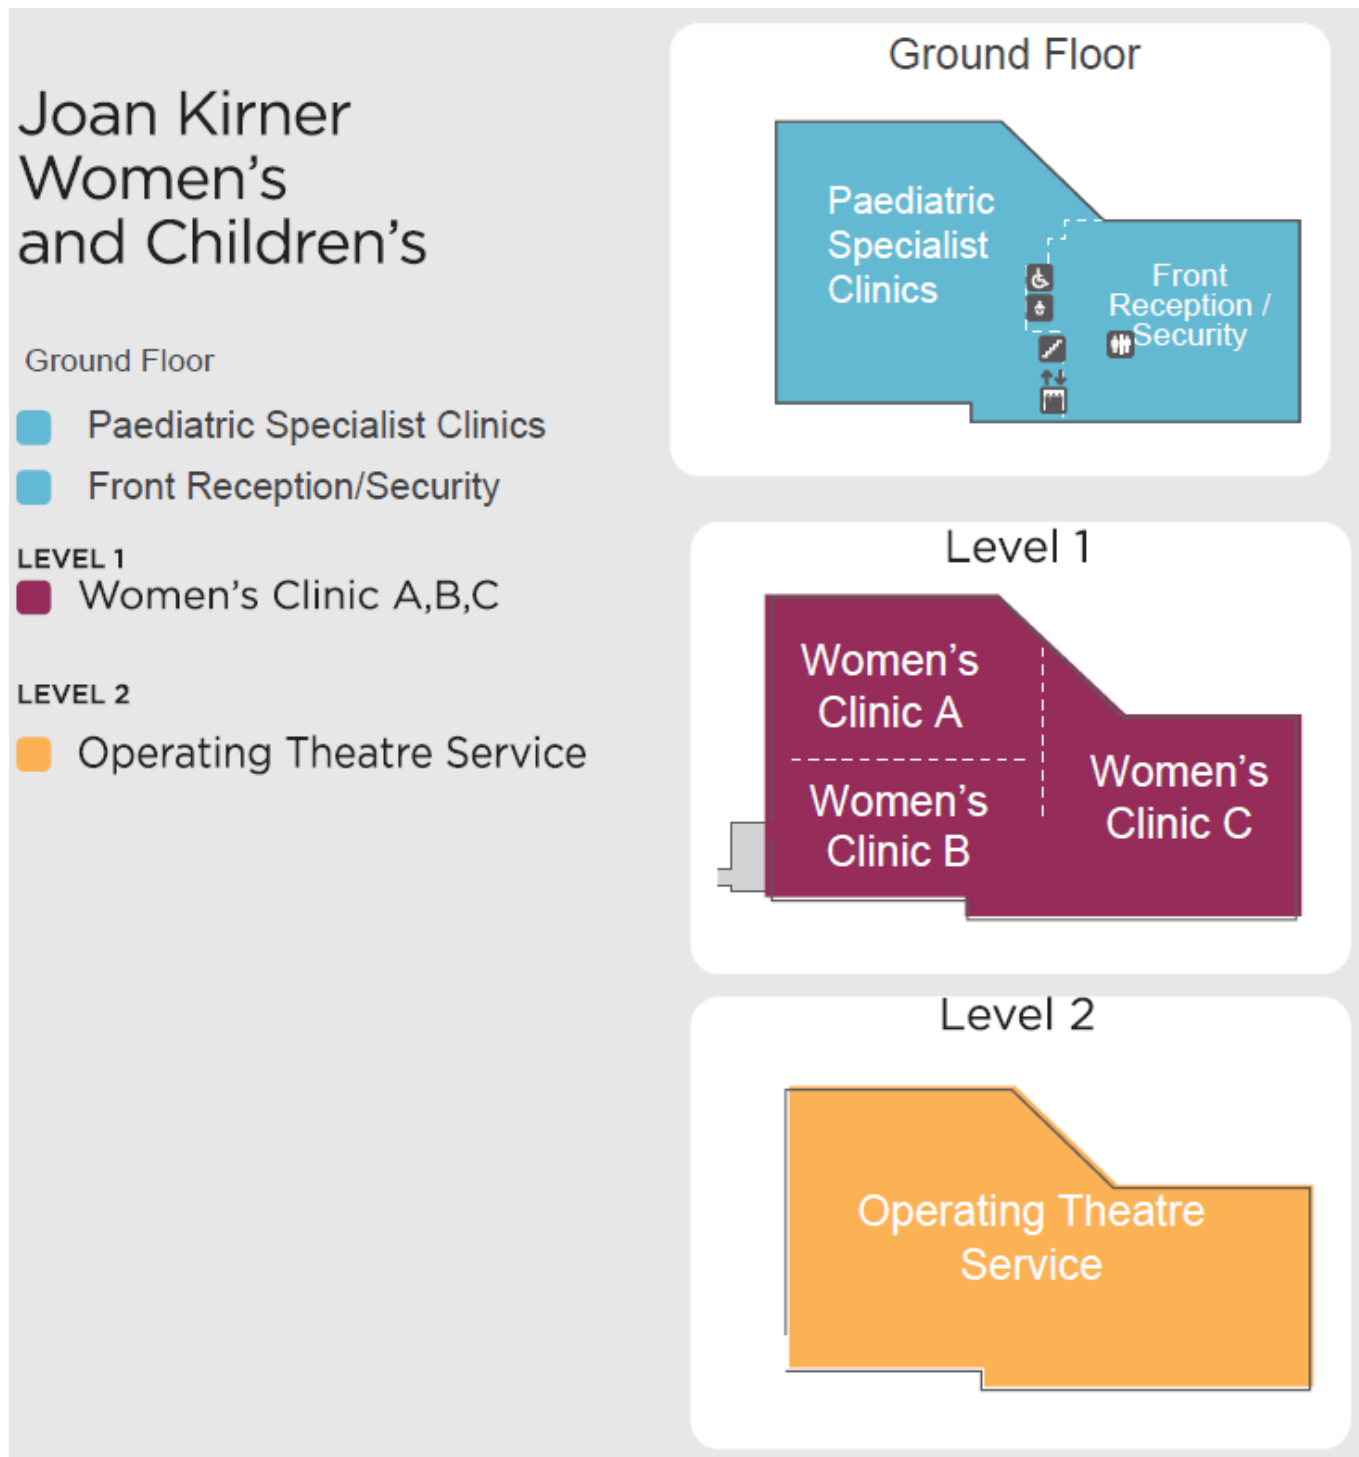 Joan Kirner
Women's
and Children's
Ground Floor
Paediatric Specialist Clinics
Front Reception/Security
LEVEL 1
Women's Clinic A,B,C
LEVEL 2
Operating Theatre Service
Ground Floor
Paediatric
Specialist
Clinics
Front
Reception /
Security
Level 1
Women's
Clinic A
Women's
Clinic B
Women's
Clinic C
Level 2
Operating Theatre
Service